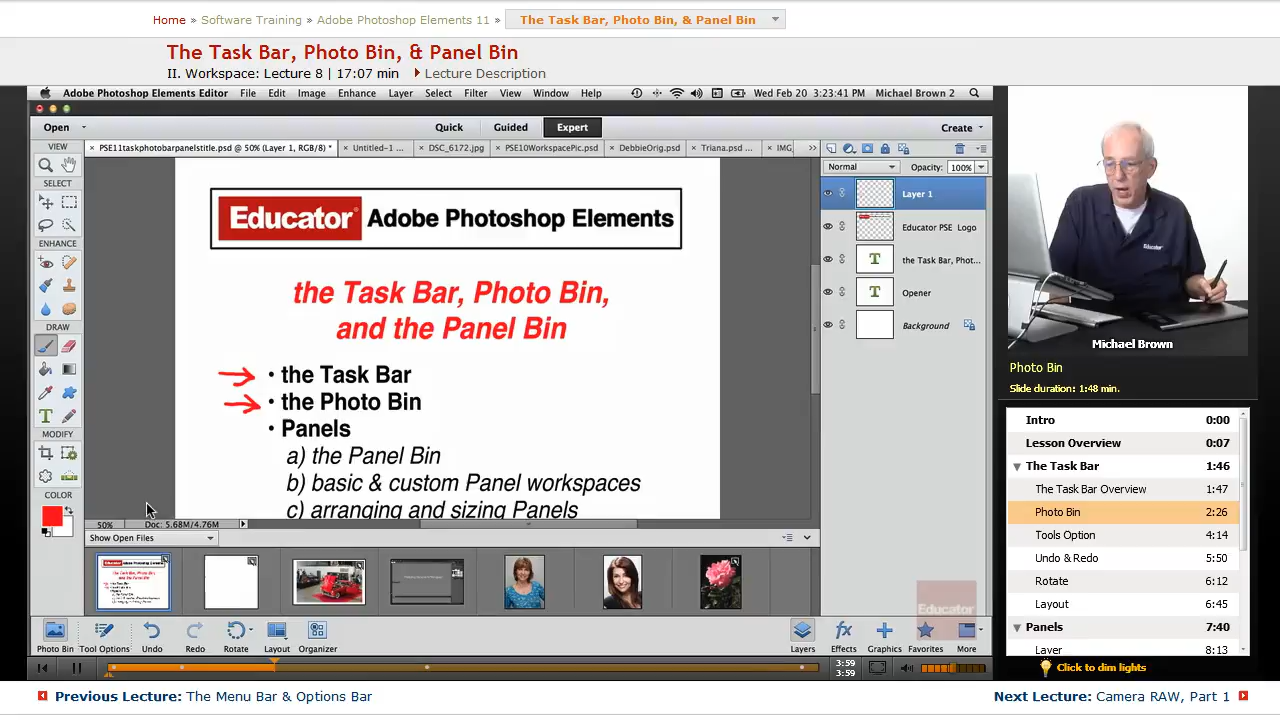 Home » Software Training » Adobe Photoshop Elements 11 » The Task Bar, Photo Bin, & Panel Bin
The Task Bar, Photo Bin, & Panel Bin
II. Workspace: Lecture 8 | 17:07 min Lecture Description
Adobe Photoshop Elements Editor File Edit Image Enhance Layer Select Filter View Window Help Wed Feb 20 3:23:41 PM Michael Brown 2
Open Quick Guided Expert Create
VIEW
× PSE11taskphotobarpanelstitle.psd @ 50% (Layer 1, RGB/8) * × Untitled-1 ... × DSC_6172.jpg × PSE10WorkspacePic.psd × DebbieOrig.psd × Triana.psd ... × IMG
Normal Opacity: 100%
SELECT
ENHANCE
DRAW
MODIFY
COLOR
Educator Adobe Photoshop Elements
the Task Bar, Photo Bin,
and the Panel Bin
• the Task Bar
• the Photo Bin
• Panels
a) the Panel Bin
b) basic & custom Panel workspaces
c) arranging and sizing Panels
Layer 1
Educator PSE Logo
the Task Bar, Phot...
Opener
Background
50% Doc: 5.68M/4.76M
Show Open Files
Educator
Photo Bin Tool Options Undo Redo Rotate Layout Organizer Layers Effects Graphics Favorites More
3:59
3:59
Educator
Michael Brown
Photo Bin
Slide duration: 1:48 min.
Intro 0:00
Lesson Overview 0:07
The Task Bar 1:46
The Task Bar Overview 1:47
Photo Bin 2:26
Tools Option 4:14
Undo & Redo 5:50
Rotate 6:12
Layout 6:45
Panels 7:40
Layer 8:13
Click to dim lights
Previous Lecture: The Menu Bar & Options Bar
Next Lecture: Camera RAW, Part 1